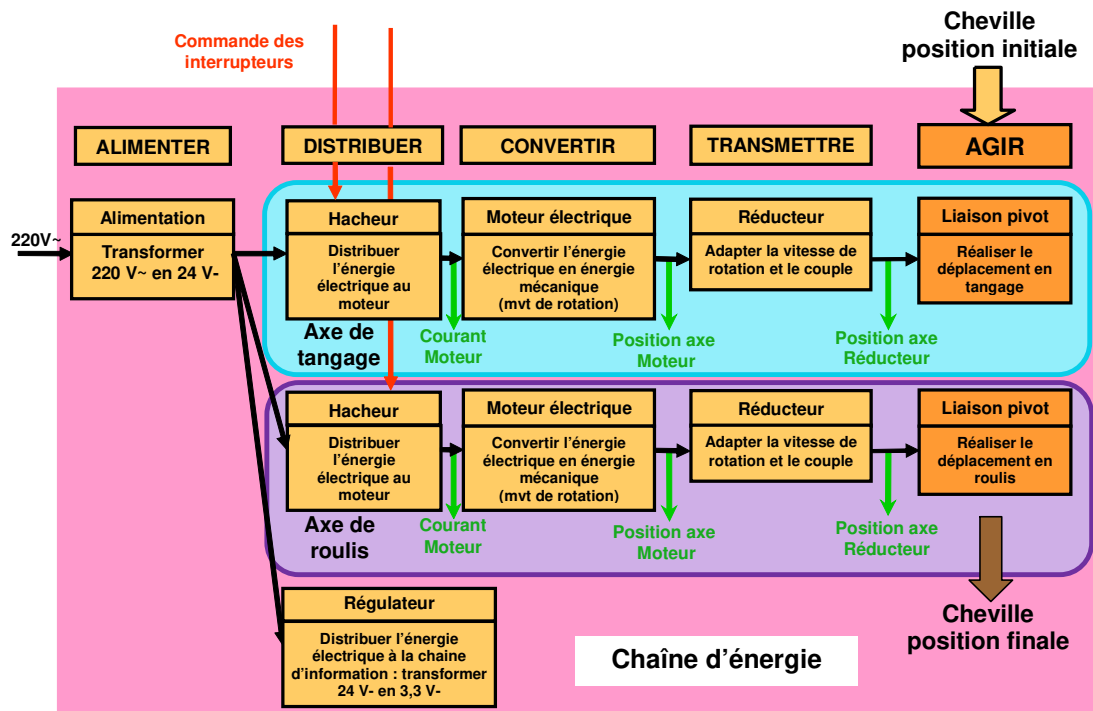 Commande des
interrupteurs
Cheville
position initiale
ALIMENTER
DISTRIBUER
CONVERTIR
TRANSMETTRE
AGIR
220V~
Alimentation
Transformer
220 V~ en 24 V-
Hacheur
Distribuer
l'énergie
électrique au
moteur
Moteur électrique
Convertir l'énergie
électrique en énergie
mécanique
(mvt de rotation)
Réducteur
Adapter la vitesse de
rotation et le couple
Liaison pivot
Réaliser le
déplacement en
tangage
Axe de
tangage
Courant
Moteur
Position axe
Moteur
Position axe
Réducteur
Hacheur
Distribuer
l'énergie
électrique au
moteur
Moteur électrique
Convertir l'énergie
électrique en énergie
mécanique
(mvt de rotation)
Réducteur
Adapter la vitesse de
rotation et le couple
Liaison pivot
Réaliser le
déplacement en
roulis
Axe de
roulis
Courant
Moteur
Position axe
Moteur
Position axe
Réducteur
Régulateur
Distribuer l'énergie
électrique à la chaine
d'information : transformer
24 V- en 3,3 V-
Chaîne d'énergie
Cheville
position finale